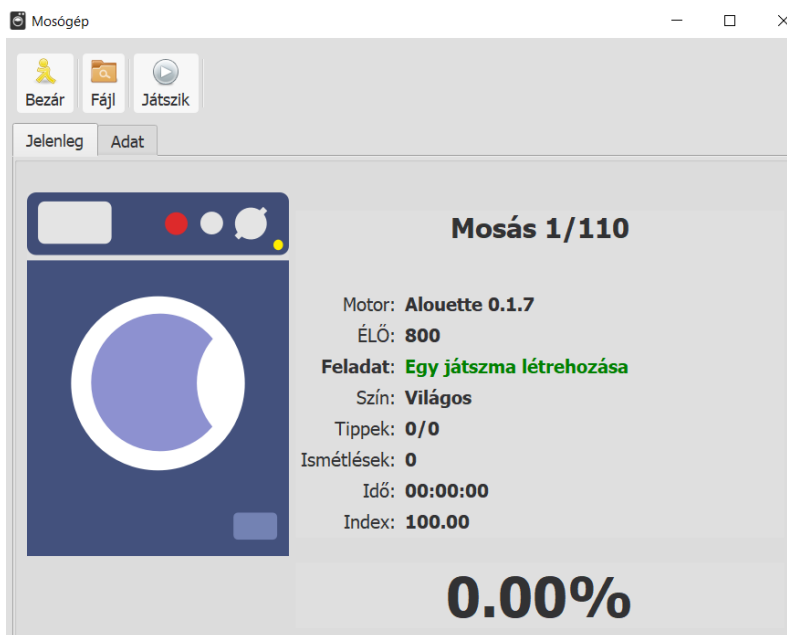 Mosógép
Bezár Fájl Játszik
Jelenleg Adat
Mosás 1/110
Motor: Alouette 0.1.7
ÉLŐ: 800
Feladat: Egy játszma létrehozása
Szín: Világos
Tippek: 0/0
Ismétlések: 0
Idő: 00:00:00
Index: 100.00
0.00%